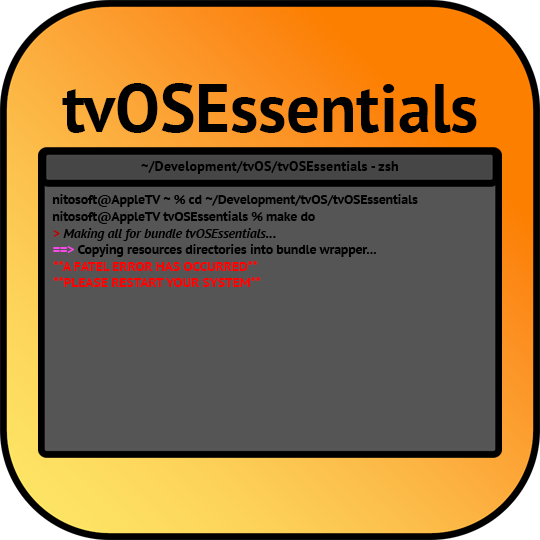 tvOSEssentials
~/Development/tvOS/tvOSEssentials - zsh
nitosoft@AppleTV ~ % cd ~/Development/tvOS/tvOSEssentials
nitosoft@AppleTV tvOSEssentials % make do
> Making all for bundle tvOSEssentials...
==> Copying resources directories into bundle wrapper...
**A FATEL ERROR HAS OCCURRED**
**PLEASE RESTART YOUR SYSTEM**